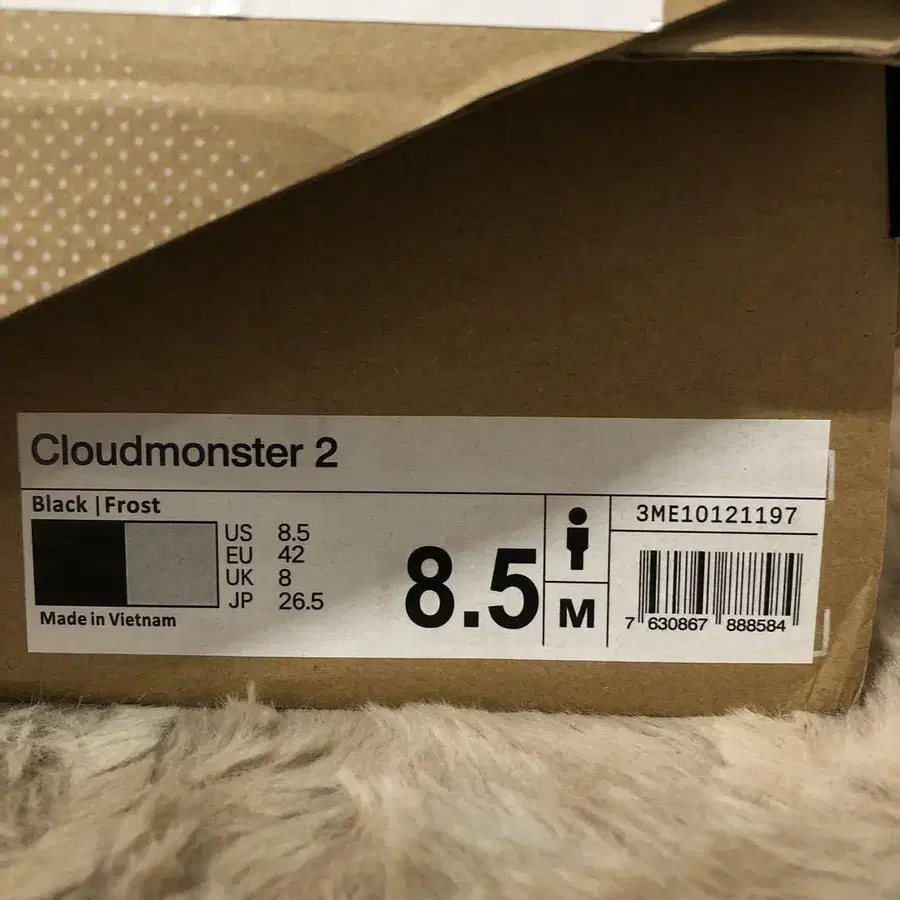 Cloudmonster 2
Black | Frost
US 8.5
EU 42
UK 8
JP 26.5
Made in Vietnam
8.5
M
3ME10121197
7 630867 888584